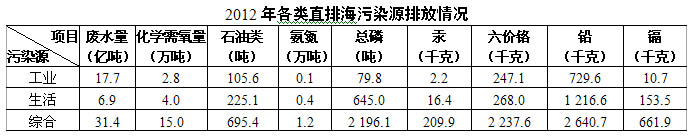 2012 年各类直排海污染源排放情况
项目 污染源 废水量 (亿吨) 化学需氧量 (万吨) 石油类 (吨) 氨氮 (万吨) 总磷 (吨) 汞 (千克) 六价铬 (千克) 铅 (千克) 镉 (千克)
工业 17.7 2.8 105.6 0.1 79.8 2.2 247.1 729.6 10.7
生活 6.9 4.0 225.1 0.4 645.0 16.4 268.0 1 216.6 153.5
综合 31.4 15.0 695.4 1.2 2 196.1 209.9 2 237.6 2 640.7 661.9